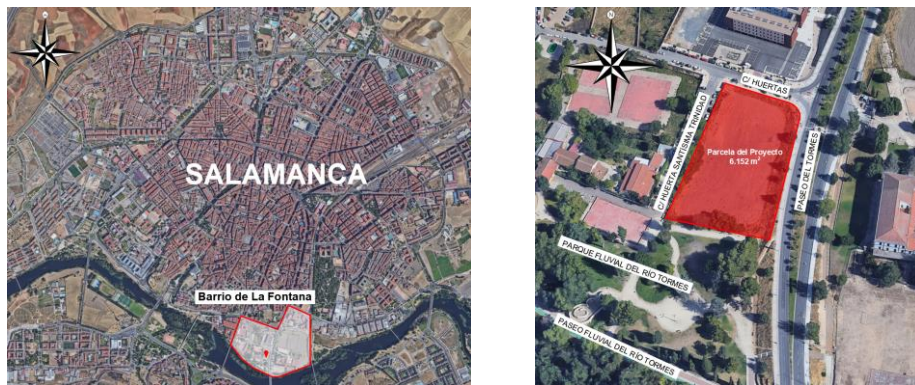 SALAMANCA
Barrio de La Fontana
C/ HUERTAS
C/ HUERTA SANTISIMA TRINIDAD
Parcela del Proyecto
6.152 m²
PASEO DEL TORMES
PARQUE FLUVIAL DEL RÍO TORMES
PASEO FLUVIAL DEL RÍO TORMES